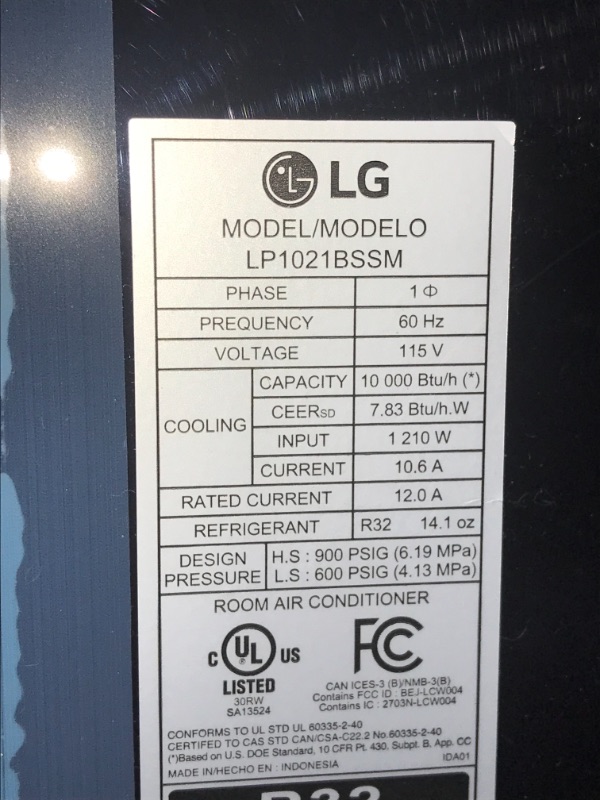 LG
MODEL/MODELO
LP1021BSSM
PHASE 1 Φ
PREQUENCY 60 Hz
VOLTAGE 115 V
COOLING
CAPACITY 10 000 Btu/h (*)
CEERSD 7.83 Btu/h.W
INPUT 1 210 W
CURRENT 10.6 A
RATED CURRENT 12.0 A
REFRIGERANT R32 14.1 oz
DESIGN PRESSURE
H.S : 900 PSIG (6.19 MPa)
L.S : 600 PSIG (4.13 MPa)
ROOM AIR CONDITIONER
C UL US
LISTED
30RW
SA13524
FC
CAN ICES-3 (B)/NMB-3(B)
Contains FCC ID : BEJ-LCW004
Contains IC : 2703N-LCW004
CONFORMS TO UL STD UL 60335-2-40
CERTIFIED TO CAS STD CAN/CSA-C22.2 No.60335-2-40
(*)Based on U.S. DOE Standard, 10 CFR Pt. 430, Subpt. B, App. CC
MADE IN/HECHO EN : INDONESIA IDA01
R32